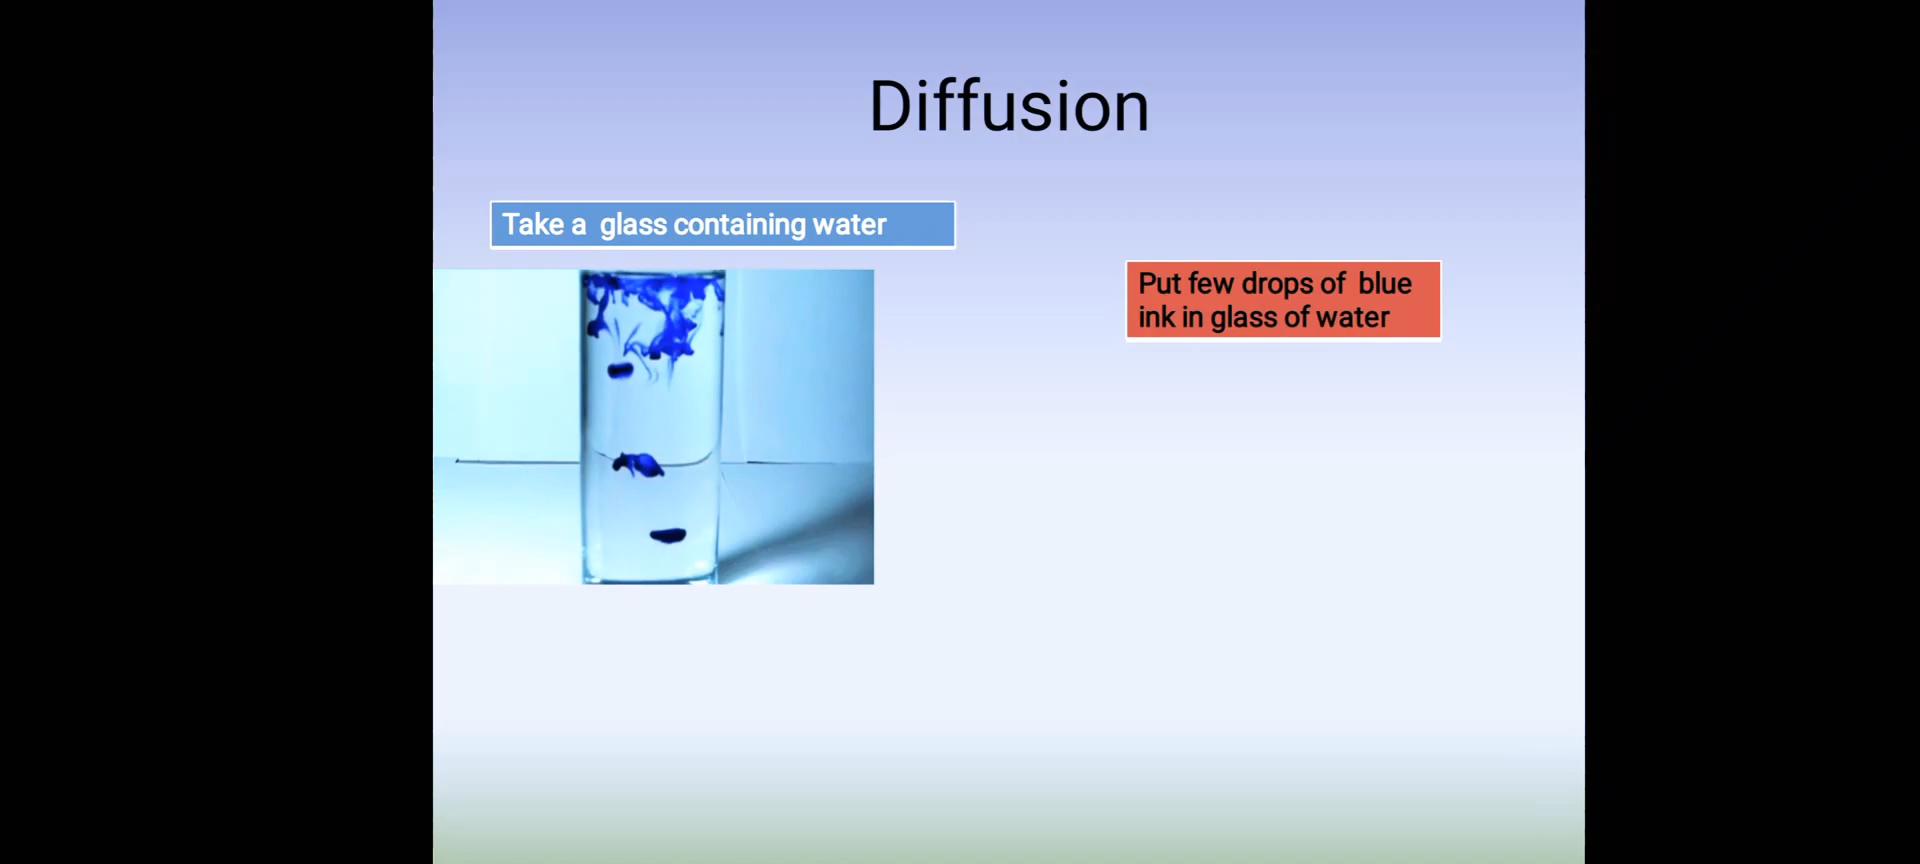 Diffusion
Take a  glass containing water
Put few drops of  blue
ink in glass of water